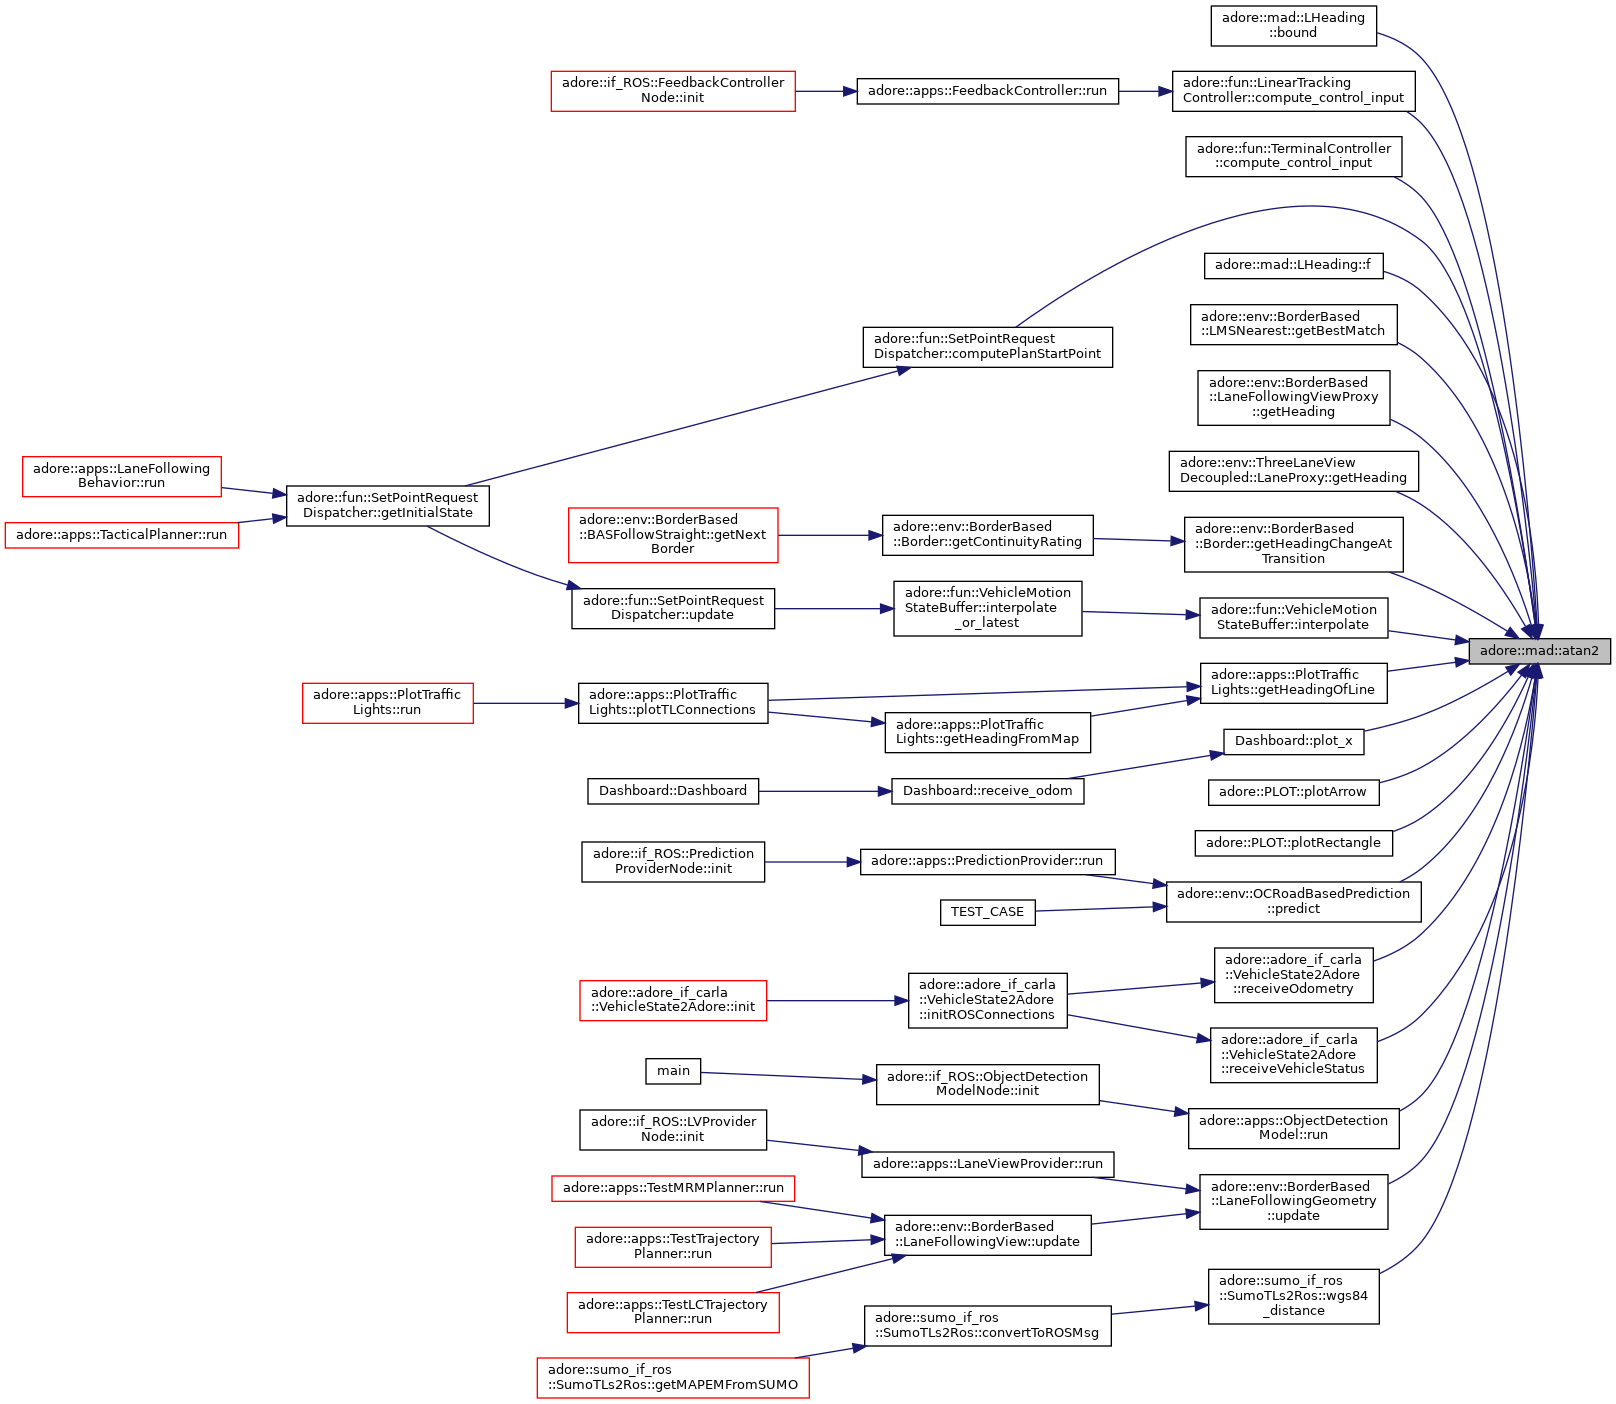 adore::mad::LHeading
::bound
adore::if_ROS::FeedbackController
Node::init
adore::apps::FeedbackController::run
adore::fun::LinearTracking
Controller::compute_control_input
adore::fun::TerminalController
::compute_control_input
adore::mad::LHeading::f
adore::env::BorderBased
::LMSNearest::getBestMatch
adore::fun::SetPointRequest
Dispatcher::computePlanStartPoint
adore::env::BorderBased
::LaneFollowingViewProxy
::getHeading
adore::env::ThreeLaneView
Decoupled::LaneProxy::getHeading
adore::apps::LaneFollowing
Behavior::run
adore::apps::TacticalPlanner::run
adore::fun::SetPointRequest
Dispatcher::getInitialState
adore::env::BorderBased
::BASFollowStraight::getNext
Border
adore::env::BorderBased
::Border::getContinuityRating
adore::env::BorderBased
::Border::getHeadingChangeAt
Transition
adore::fun::SetPointRequest
Dispatcher::update
adore::fun::VehicleMotion
StateBuffer::interpolate
_or_latest
adore::fun::VehicleMotion
StateBuffer::interpolate
adore::mad::atan2
adore::apps::PlotTraffic
Lights::run
adore::apps::PlotTraffic
Lights::plotTLConnections
adore::apps::PlotTraffic
Lights::getHeadingOfLine
adore::apps::PlotTraffic
Lights::getHeadingFromMap
Dashboard::plot_x
Dashboard::Dashboard
Dashboard::receive_odom
adore::PLOT::plotArrow
adore::PLOT::plotRectangle
adore::if_ROS::Prediction
ProviderNode::init
adore::apps::PredictionProvider::run
TEST_CASE
adore::env::OCRoadBasedPrediction
::predict
adore::adore_if_carla
::VehicleState2Adore::init
adore::adore_if_carla
::VehicleState2Adore
::initROSConnections
adore::adore_if_carla
::VehicleState2Adore
::receiveOdometry
adore::adore_if_carla
::VehicleState2Adore
::receiveVehicleStatus
main
adore::if_ROS::ObjectDetection
ModelNode::init
adore::apps::ObjectDetection
Model::run
adore::if_ROS::LVProvider
Node::init
adore::apps::LaneViewProvider::run
adore::env::BorderBased
::LaneFollowingGeometry
::update
adore::apps::TestMRMPlanner::run
adore::apps::TestTrajectory
Planner::run
adore::env::BorderBased
::LaneFollowingView::update
adore::apps::TestLCTrajectory
Planner::run
adore::sumo_if_ros
::SumoTLs2Ros::wgs84
_distance
adore::sumo_if_ros
::SumoTLs2Ros::convertToROSMsg
adore::sumo_if_ros
::SumoTLs2Ros::getMAPEMFromSUMO